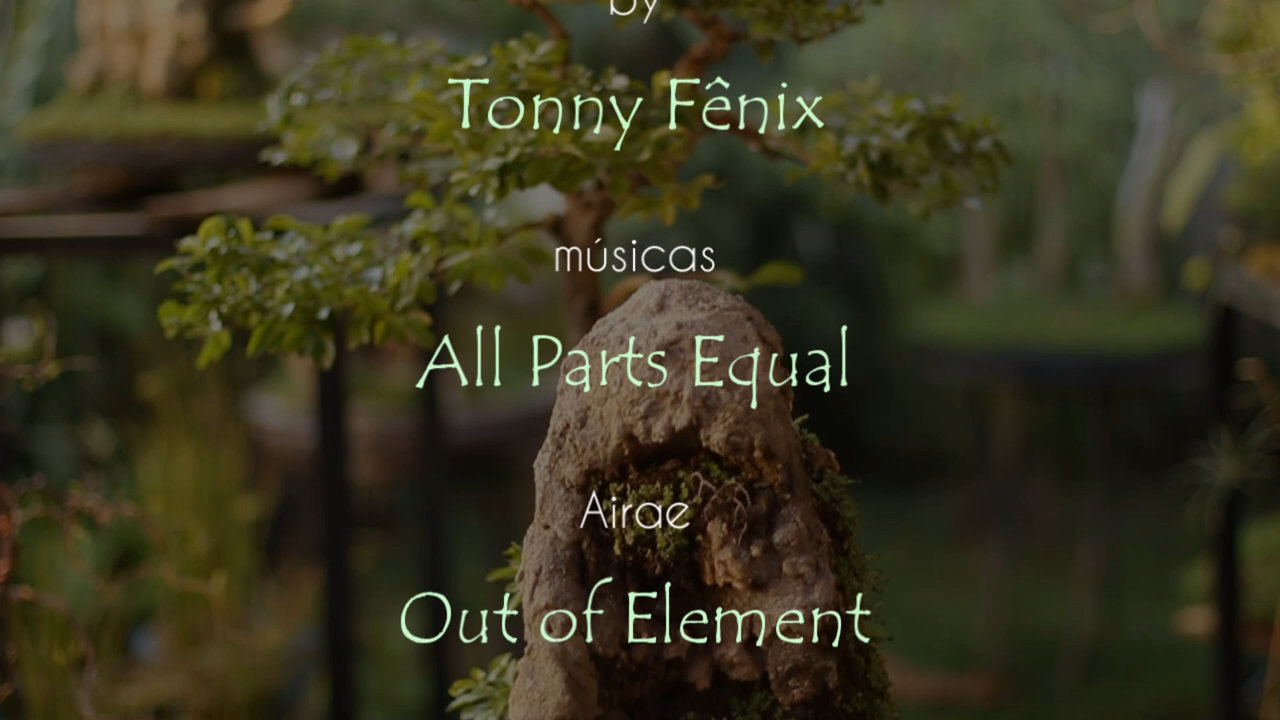 by
Tonny Fênix
músicas
All Parts Equal
Airae
Out of Element